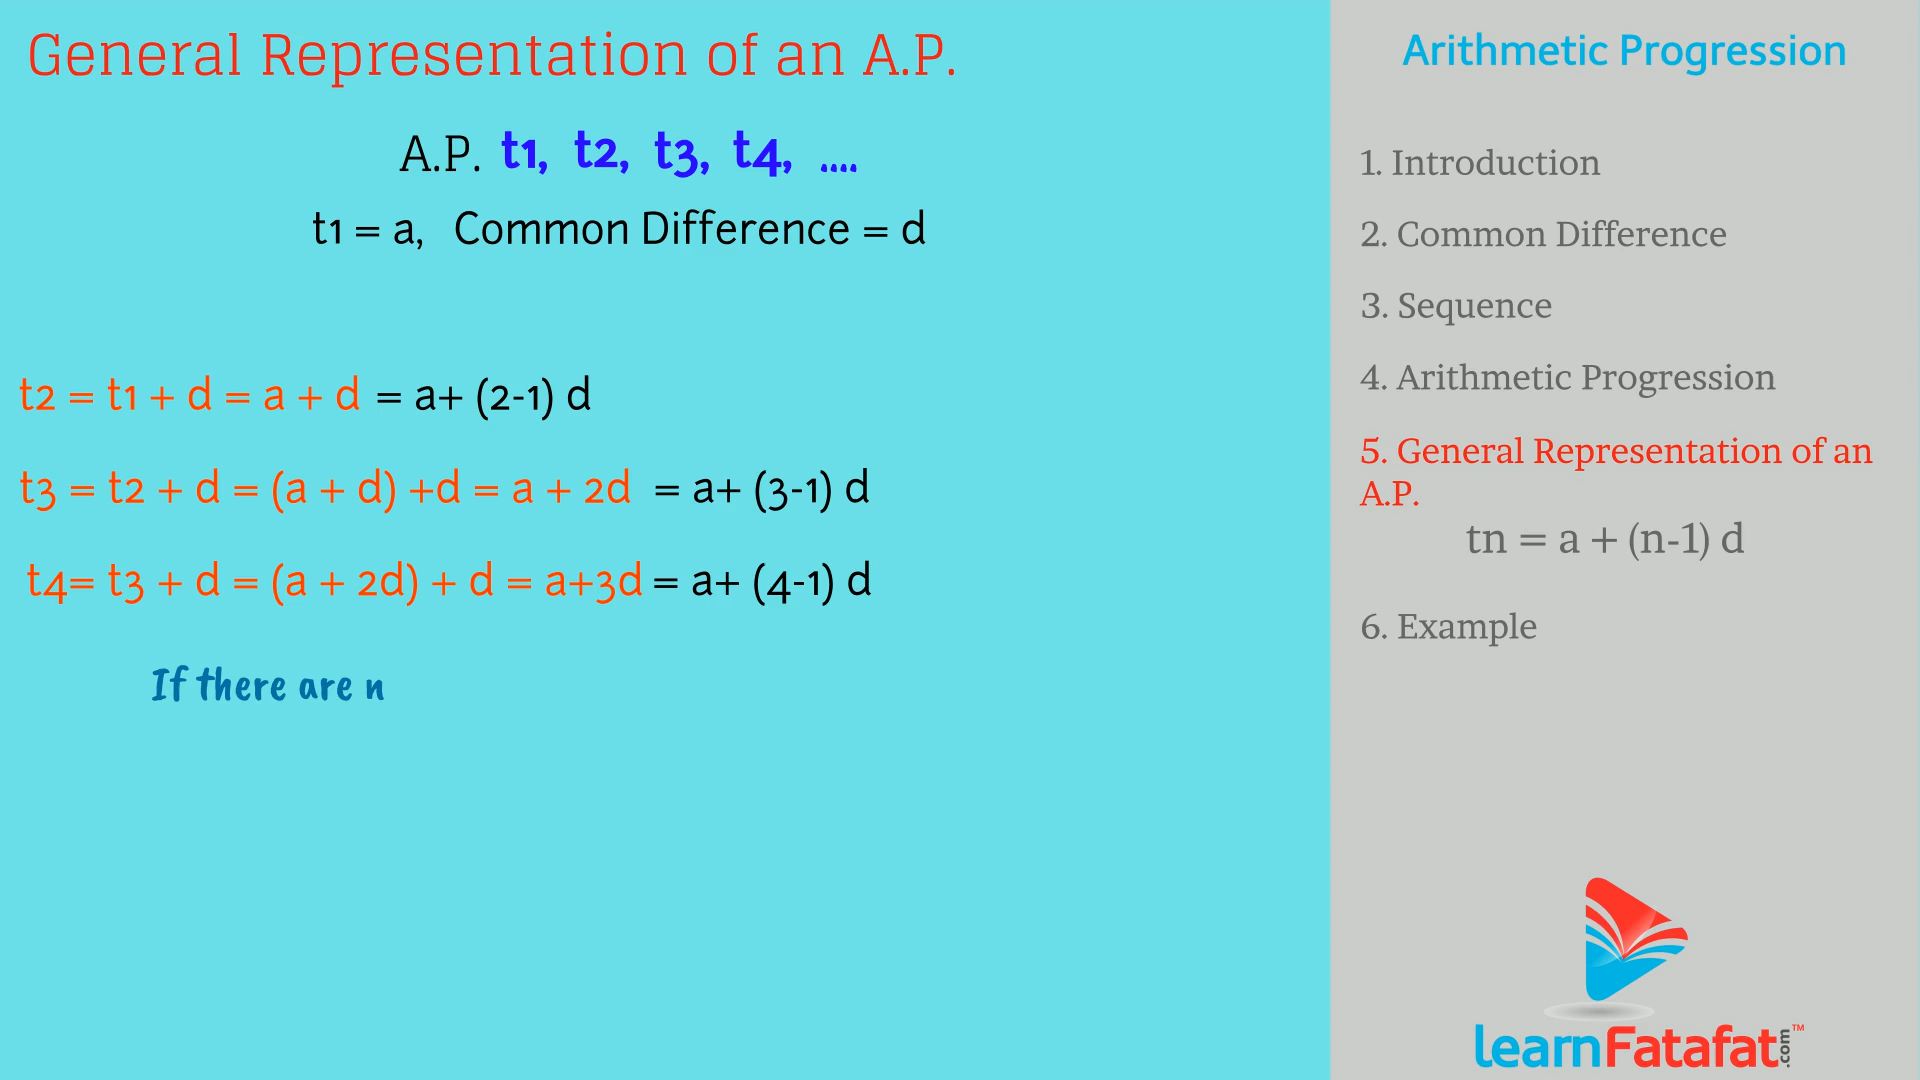 General Representation of an A.P.
A.P. t1, t2, t3, t4, ....
t1 = a, Common Difference = d
t2 = t1 + d = a + d = a+ (2-1) d
t3 = t2 + d = (a + d) +d = a + 2d = a+ (3-1) d
t4= t3 + d = (a + 2d) + d = a+3d = a+ (4-1) d
If there are n
Arithmetic Progression
1. Introduction
2. Common Difference
3. Sequence
4. Arithmetic Progression
5. General Representation of an
A.P.
tn = a + (n-1) d
6. Example
learnFatafat.com™